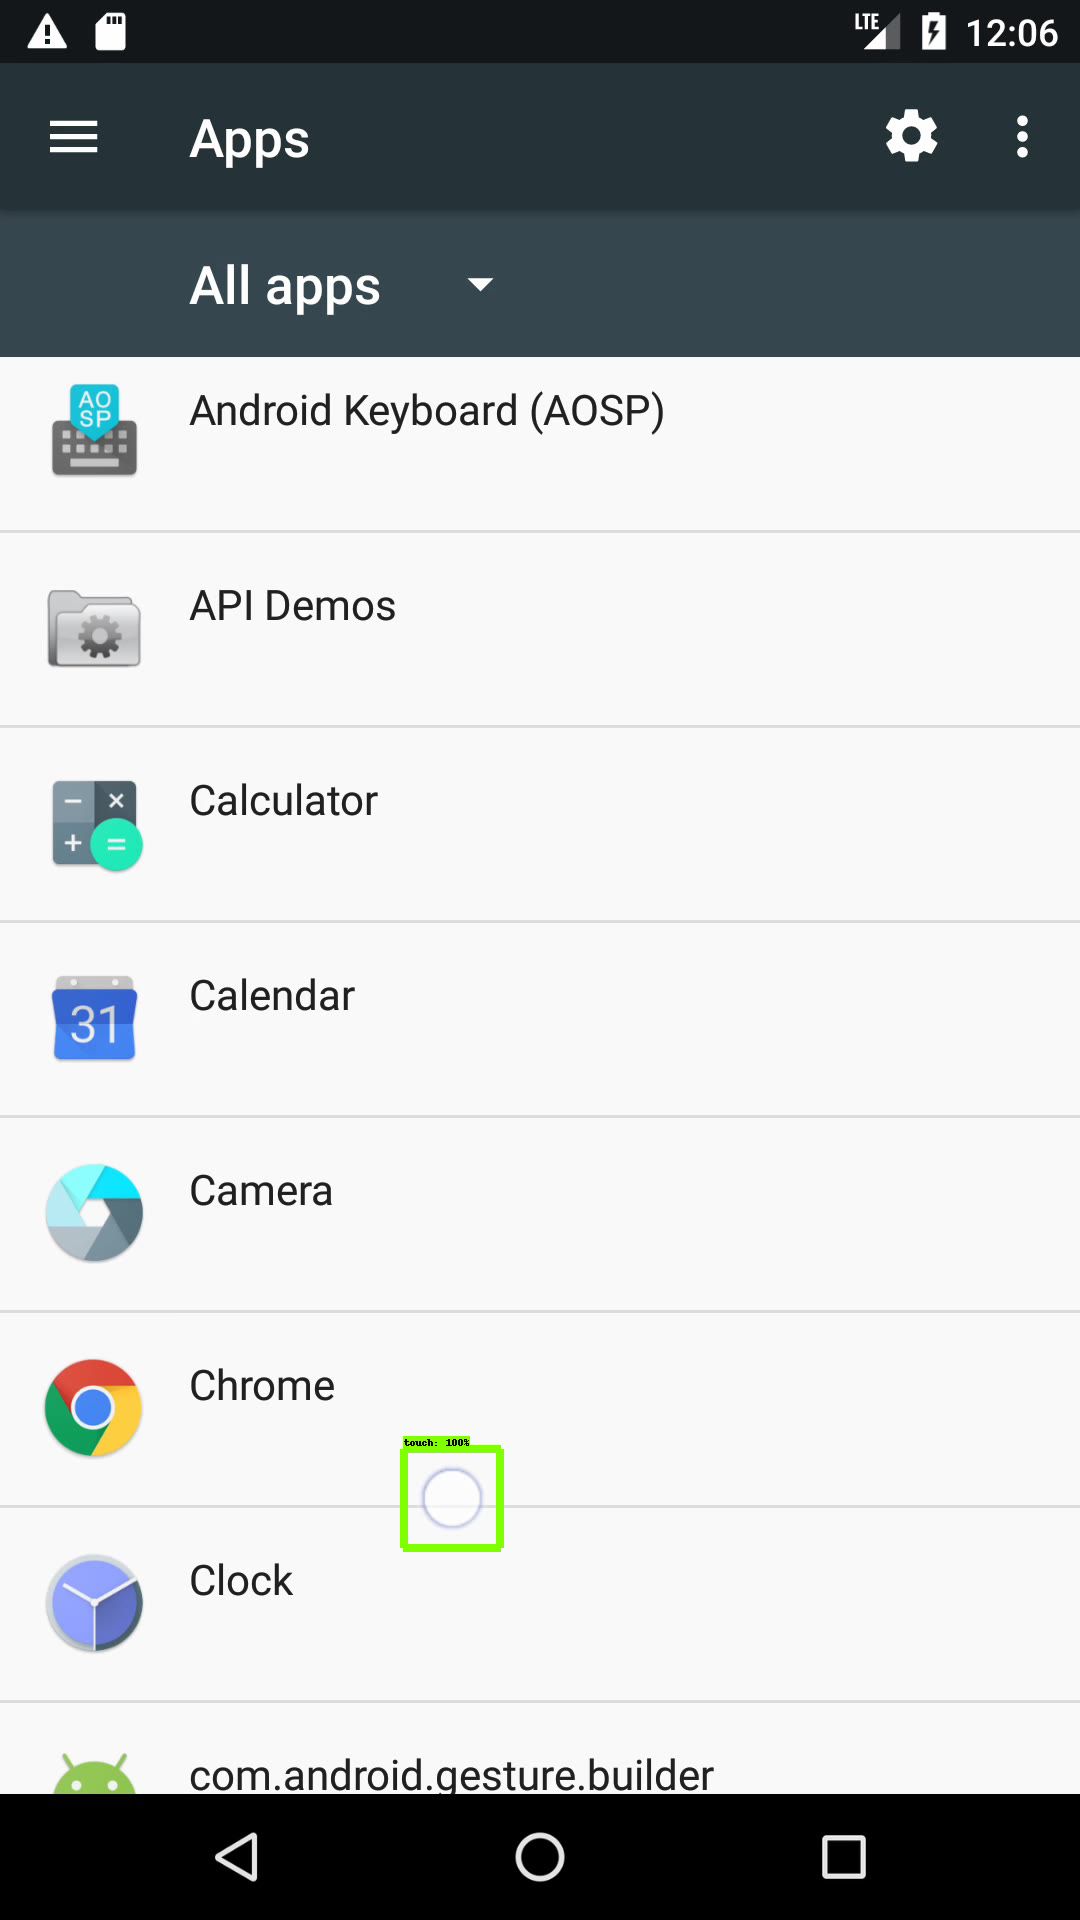 LTE 12:06
Apps
All apps
AO
SP
Android Keyboard (AOSP)
API Demos
Calculator
31
Calendar
Camera
Chrome
touch: 100%
Clock
com.android.gesture.builder